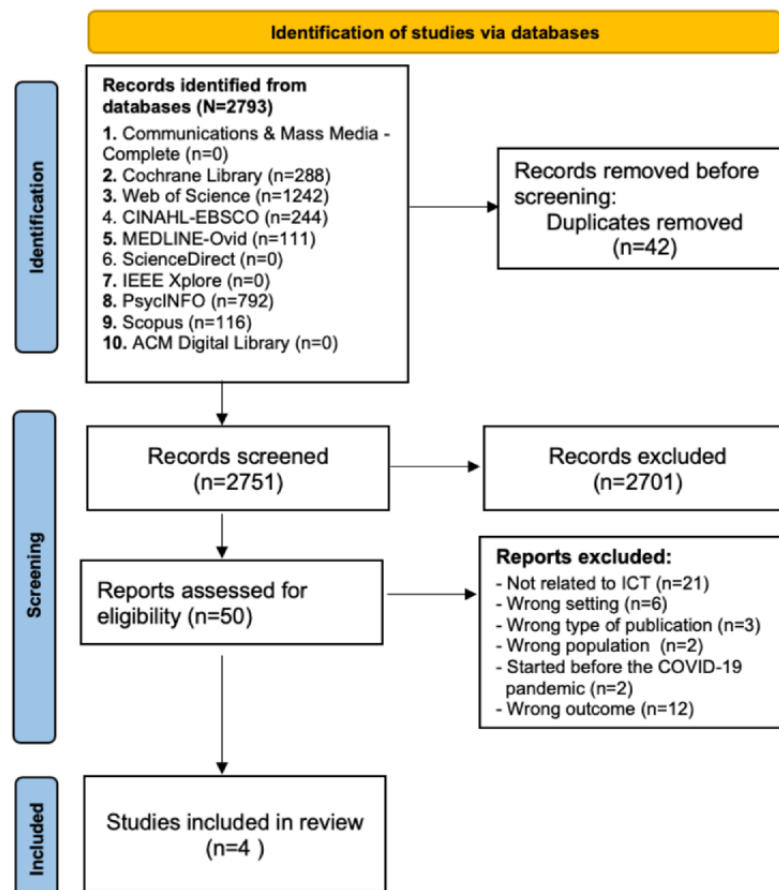 Identification of studies via databases
Identification
Records identified from
databases (N=2793)
1. Communications & Mass Media -
Complete (n=0)
2. Cochrane Library (n=288)
3. Web of Science (n=1242)
4. CINAHL-EBSCO (n=244)
5. MEDLINE-Ovid (n=111)
6. ScienceDirect (n=0)
7. IEEE Xplore (n=0)
8. PsycINFO (n=792)
9. Scopus (n=116)
10. ACM Digital Library (n=0)
Records removed before
screening:
Duplicates removed
(n=42)
Screening
Records screened
(n=2751)
Records excluded
(n=2701)
Reports assessed for
eligibility (n=50)
Reports excluded:
- Not related to ICT (n=21)
- Wrong setting (n=6)
- Wrong type of publication (n=3)
- Wrong population (n=2)
- Started before the COVID-19
pandemic (n=2)
- Wrong outcome (n=12)
Included
Studies included in review
(n=4 )